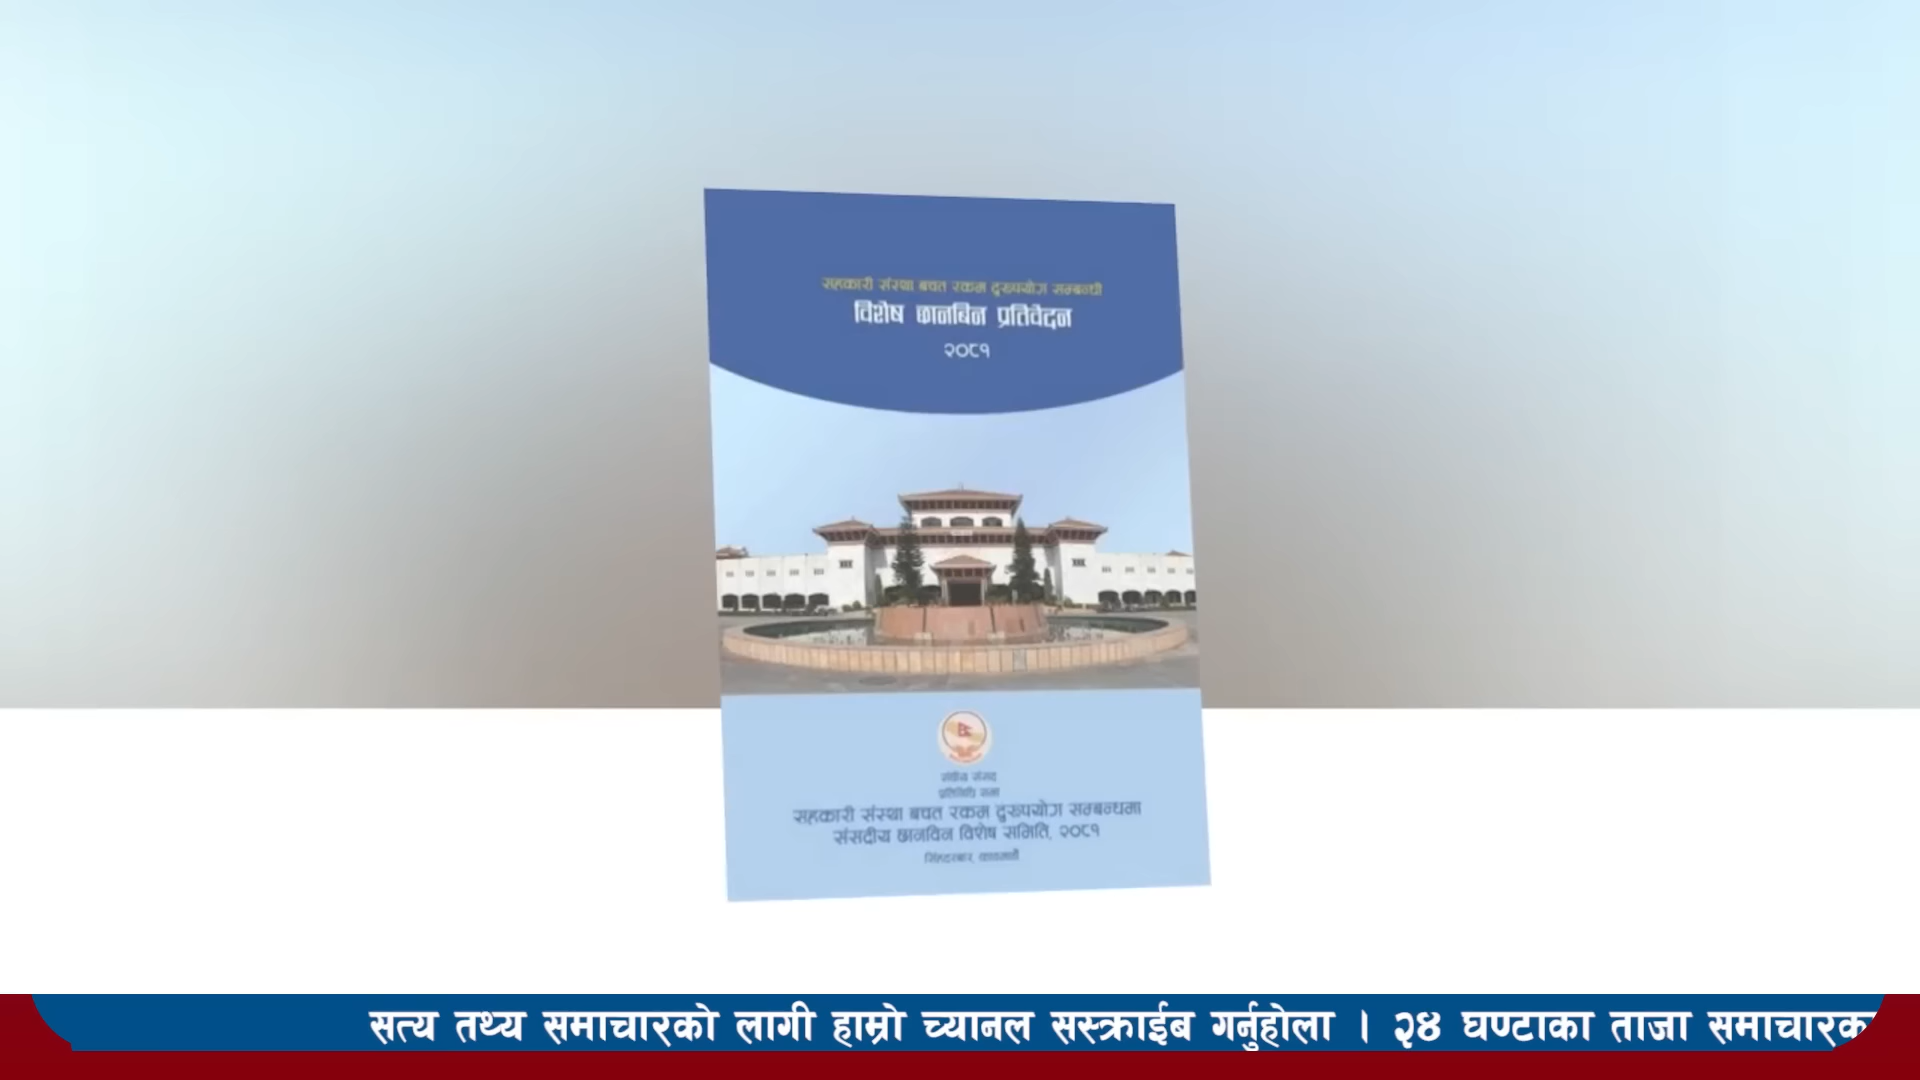 सहकारी संस्था बचत रकम दुरुपयोग सम्बन्धी
विशेष छानबिन प्रतिवेदन
२०८१
संघीय संसद
प्रतिनिधि सभा
सहकारी संस्था बचत रकम दुरुपयोग सम्बन्धमा
संसदीय छानविन विशेष समिति, २०८१
सिंहदरबार, काठमाडौं
सत्य तथ्य समाचारको लागी हाम्रो च्यानल सस्क्राईब गर्नुहोला । २४ घण्टाका ताजा समाचारक